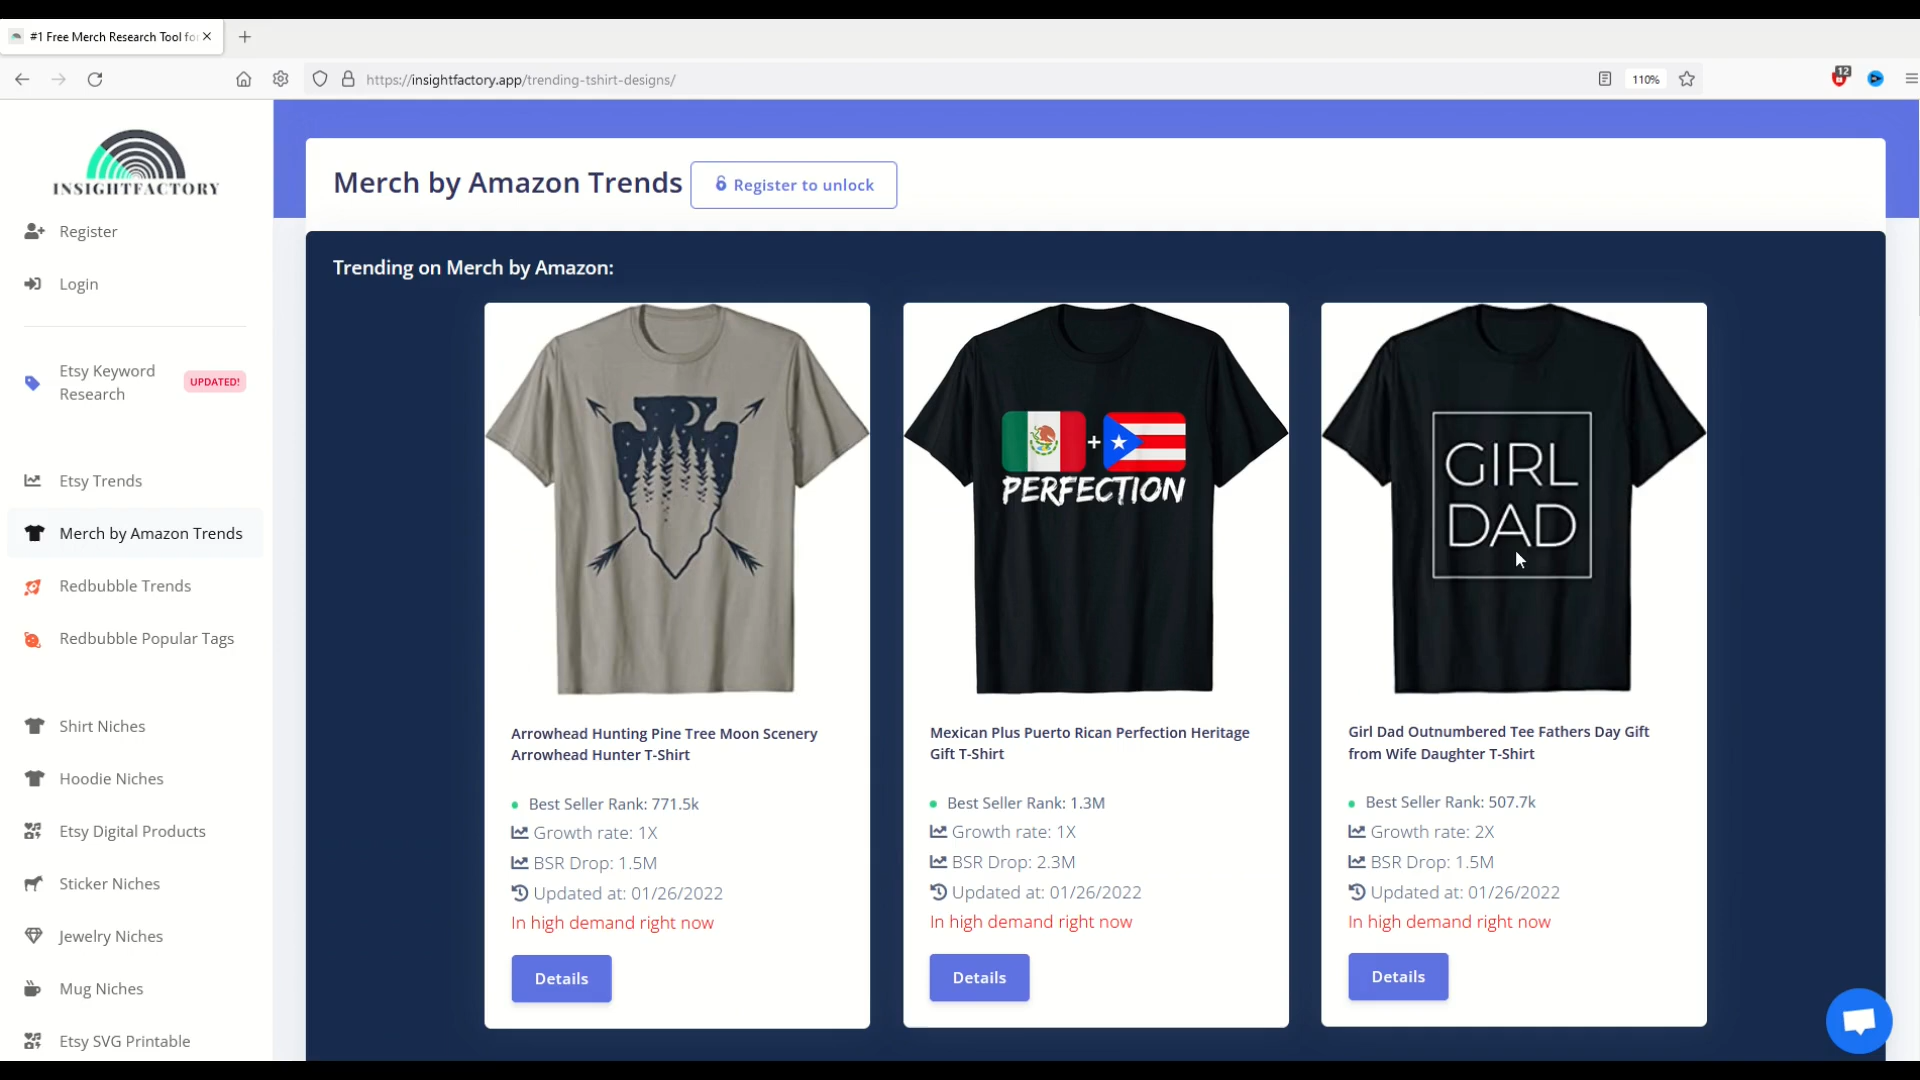 #1 Free Merch Research Tool for
https://insightfactory.app/trending-tshirt-designs/
110%
12
INSIGHTFACTORY
Register
Login
Etsy Keyword
Research
UPDATED!
Etsy Trends
Merch by Amazon Trends
Redbubble Trends
Redbubble Popular Tags
Shirt Niches
Hoodie Niches
Etsy Digital Products
Sticker Niches
Jewelry Niches
Mug Niches
Etsy SVG Printable
Merch by Amazon Trends
Register to unlock
Trending on Merch by Amazon:
Arrowhead Hunting Pine Tree Moon Scenery
Arrowhead Hunter T-Shirt
Best Seller Rank: 771.5k
Growth rate: 1X
BSR Drop: 1.5M
Updated at: 01/26/2022
In high demand right now
Details
+
PERFECTION
Mexican Plus Puerto Rican Perfection Heritage
Gift T-Shirt
Best Seller Rank: 1.3M
Growth rate: 1X
BSR Drop: 2.3M
Updated at: 01/26/2022
In high demand right now
Details
GIRL
DAD
Girl Dad Outnumbered Tee Fathers Day Gift
from Wife Daughter T-Shirt
Best Seller Rank: 507.7k
Growth rate: 2X
BSR Drop: 1.5M
Updated at: 01/26/2022
In high demand right now
Details